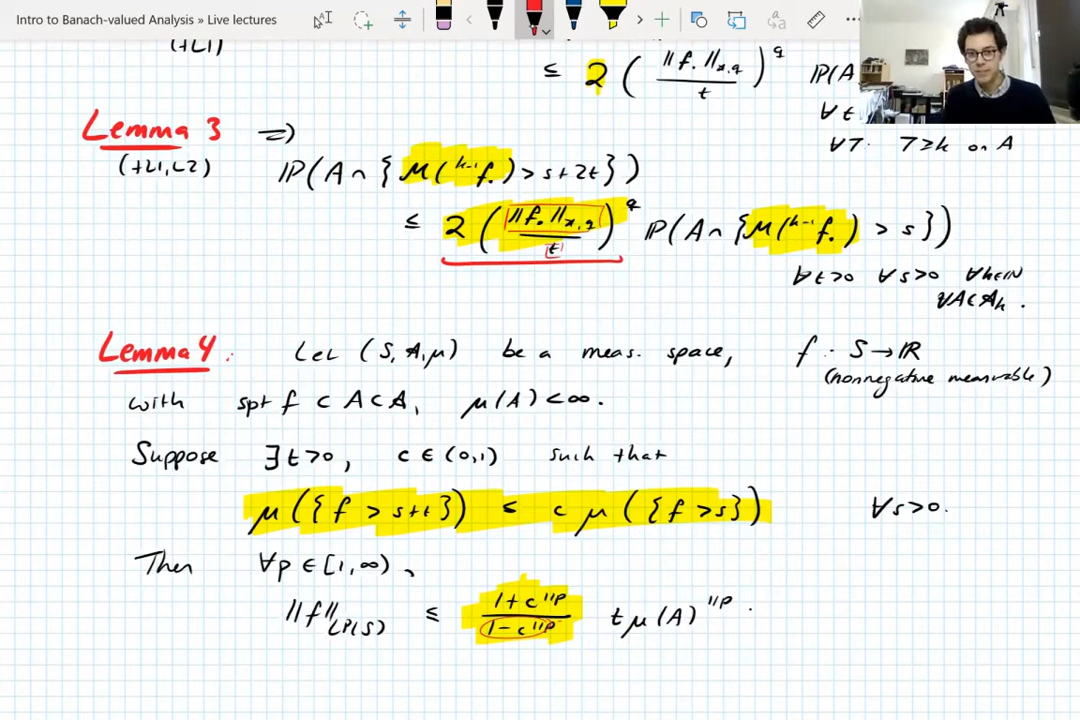 Intro to Banach-valued Analysis » Live lectures
(+L1)
≤ 2 ( ‖f.‖*,q / t )^q ℙ(A
∀t
∀T. T≥k on A
Lemma 3 ⇒
(+L1,L2)
ℙ(A∩{M(^{k-1}f.) > s+2t})
≤ 2 ( ‖f.‖*,q / t )^q ℙ(A∩{M(^{k-1}f.) > s})
∀t>0 ∀s>0 ∀k∈ℕ
∀A∈𝒜_k.
Lemma 4: Let (S, 𝒜, μ) be a meas. space, f : S→ℝ
(nonnegative measurable)
with spt f ⊂ A ∈ 𝒜, μ(A) < ∞.
Suppose ∃t>0, c ∈ (0,1) such that
μ({f > s+t}) ≤ c μ({f > s}) ∀s>0.
Then ∀p ∈ [1,∞),
‖f‖_{L^p(S)} ≤ (1+c^{1/p}) / (1−c^{1/p}) t μ(A)^{1/p}.